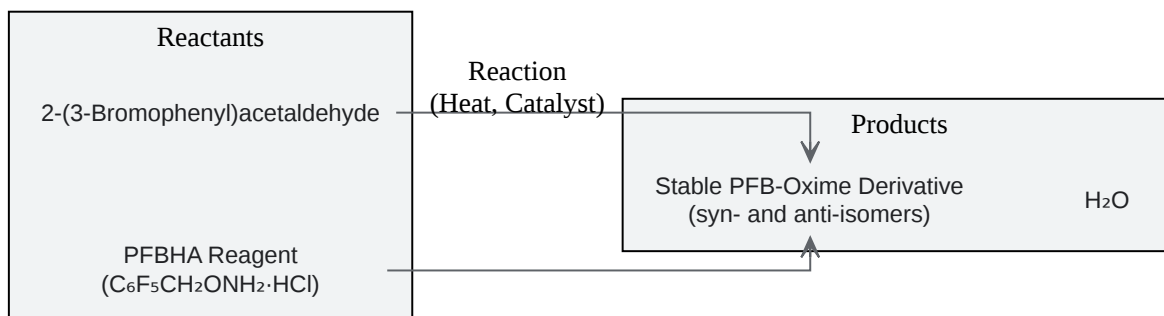 Reactants
2-(3-Bromophenyl)acetaldehyde
PFBHA Reagent
(C₆F₅CH₂ONH₂·HCl)
Reaction
(Heat, Catalyst)
Products
Stable PFB-Oxime Derivative
(syn- and anti-isomers)
H₂O